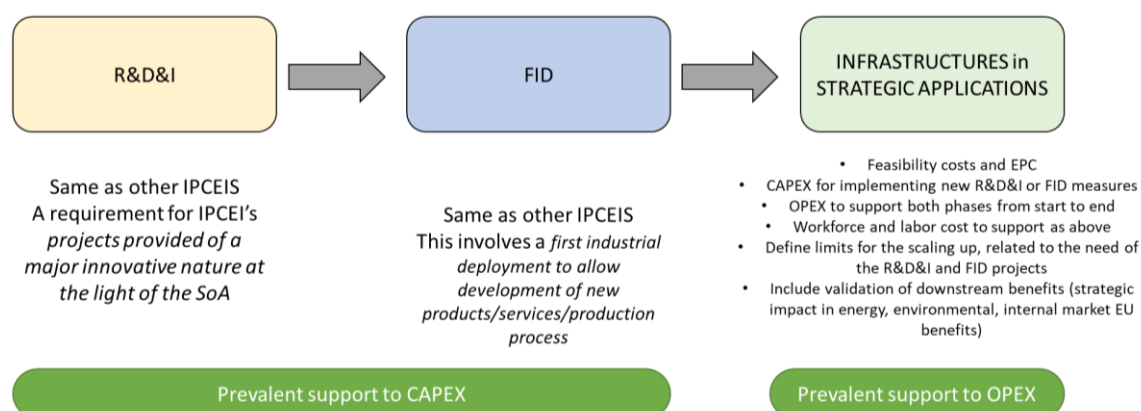 R&D&I
FID
INFRASTRUCTURES in
STRATEGIC APPLICATIONS
Same as other IPCEIS
A requirement for IPCEI's
projects provided of a
major innovative nature at
the light of the SoA
Same as other IPCEIS
This involves a first industrial
deployment to allow
development of new
products/services/production
process
• Feasibility costs and EPC
• CAPEX for implementing new R&D&I or FID measures
• OPEX to support both phases from start to end
• Workforce and labor cost to support as above
• Define limits for the scaling up, related to the need of
the R&D&I and FID projects
• Include validation of downstream benefits (strategic
impact in energy, environmental, internal market EU
benefits)
Prevalent support to CAPEX
Prevalent support to OPEX